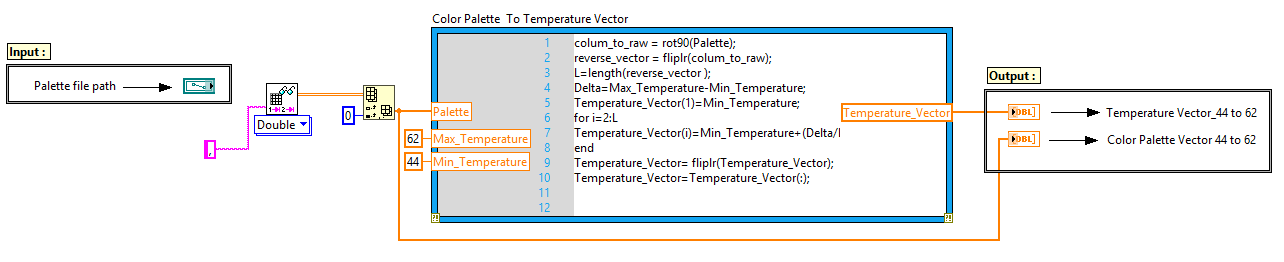 Color Palette To Temperature Vector
Input :
Palette file path
Double
,
0
62
44
Palette
Max_Temperature
Min_Temperature
1 colum_to_raw = rot90(Palette);
2 reverse_vector = fliplr(colum_to_raw);
3 L=length(reverse_vector );
4 Delta=Max_Temperature-Min_Temperature;
5 Temperature_Vector(1)=Min_Temperature;
6 for i=2:L
7 Temperature_Vector(i)=Min_Temperature+(Delta/l
8 end
9 Temperature_Vector= fliplr(Temperature_Vector);
10 Temperature_Vector=Temperature_Vector(:);
11
12
Temperature_Vector
Output :
DBL]
Temperature Vector_44 to 62
DBL]
Color Palette Vector 44 to 62